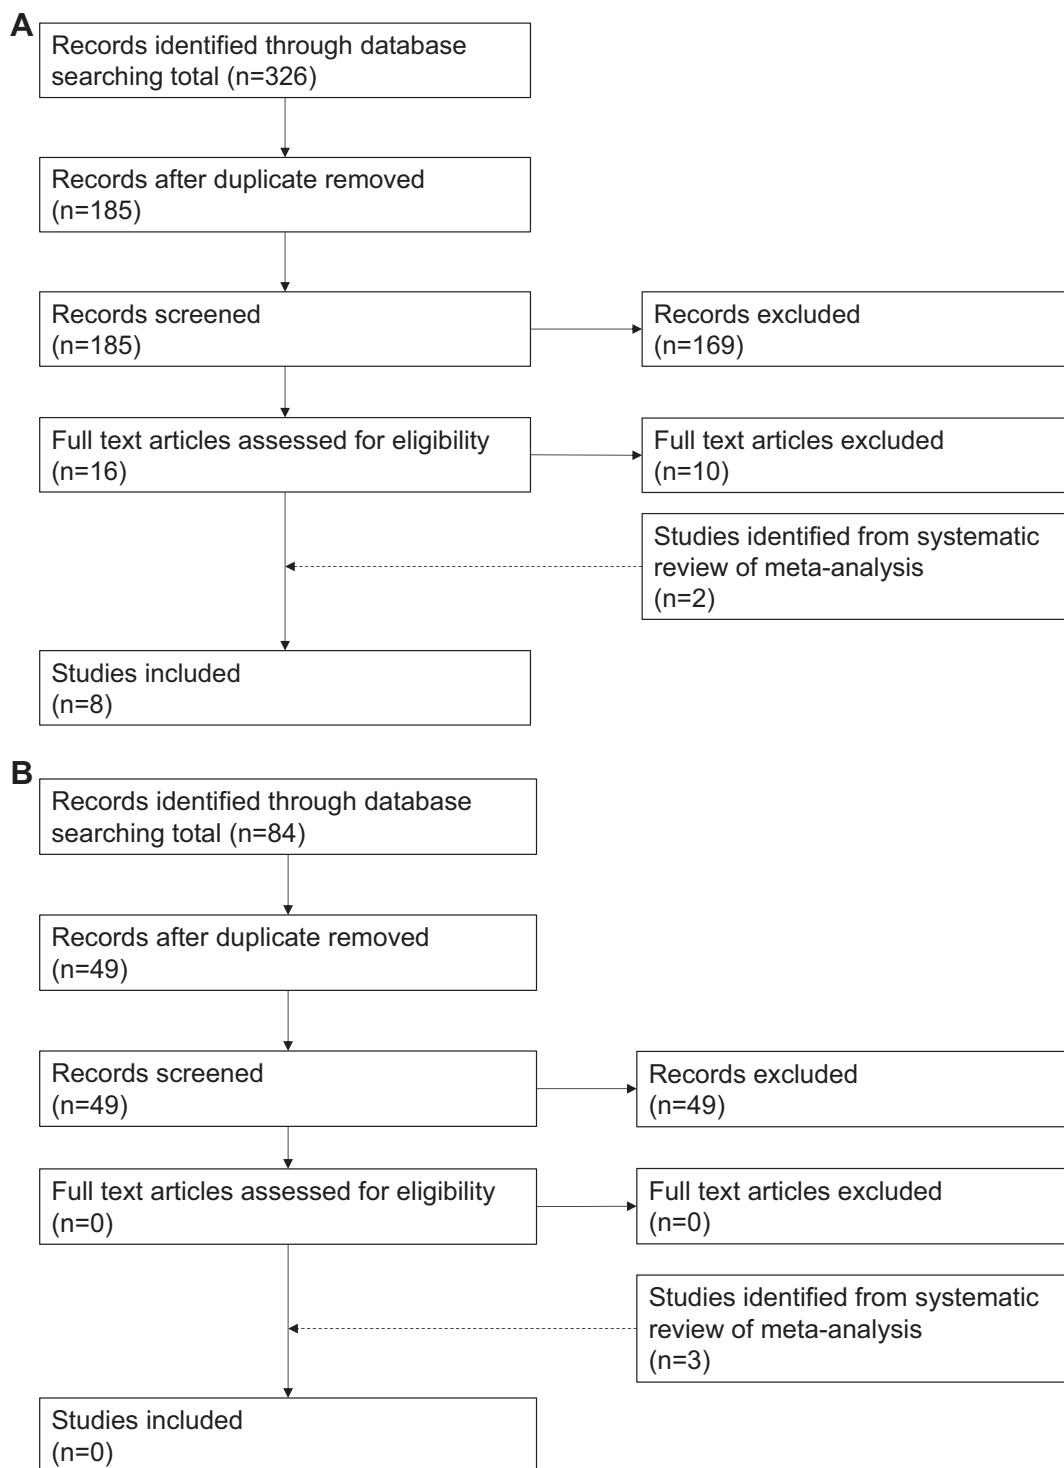 A
Records identified through database
searching total (n=326)
Records after duplicate removed
(n=185)
Records screened
(n=185)
Records excluded
(n=169)
Full text articles assessed for eligibility
(n=16)
Full text articles excluded
(n=10)
Studies identified from systematic
review of meta-analysis
(n=2)
Studies included
(n=8)
B
Records identified through database
searching total (n=84)
Records after duplicate removed
(n=49)
Records screened
(n=49)
Records excluded
(n=49)
Full text articles assessed for eligibility
(n=0)
Full text articles excluded
(n=0)
Studies identified from systematic
review of meta-analysis
(n=3)
Studies included
(n=0)